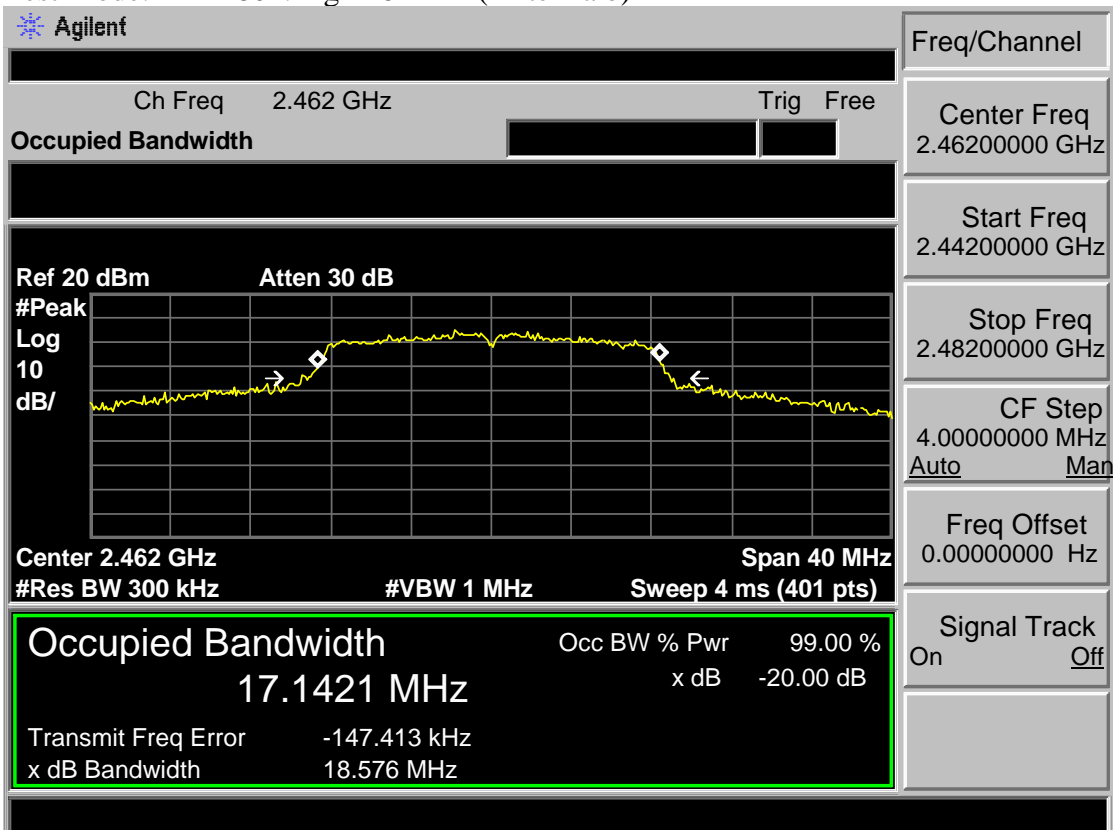 Agilent
Freq/Channel
Ch Freq 2.462 GHz Trig Free
Occupied Bandwidth
Center Freq
2.46200000 GHz
Start Freq
2.44200000 GHz
Stop Freq
2.48200000 GHz
CF Step
4.00000000 MHz
Auto Man
Freq Offset
0.00000000 Hz
Signal Track
On Off
Ref 20 dBm Atten 30 dB
#Peak
Log
10
dB/
Center 2.462 GHz Span 40 MHz
#Res BW 300 kHz #VBW 1 MHz Sweep 4 ms (401 pts)
Occupied Bandwidth Occ BW % Pwr 99.00 %
17.1421 MHz x dB -20.00 dB
Transmit Freq Error -147.413 kHz
x dB Bandwidth 18.576 MHz